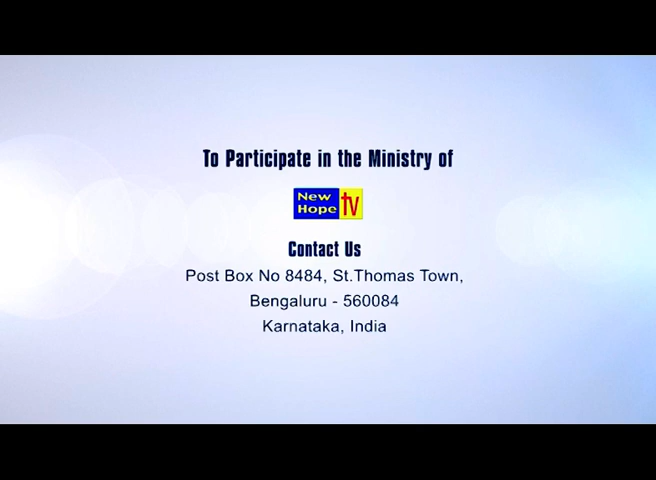 To Participate in the Ministry of
New
Hope tv
Contact Us
Post Box No 8484, St.Thomas Town,
Bengaluru - 560084
Karnataka, India